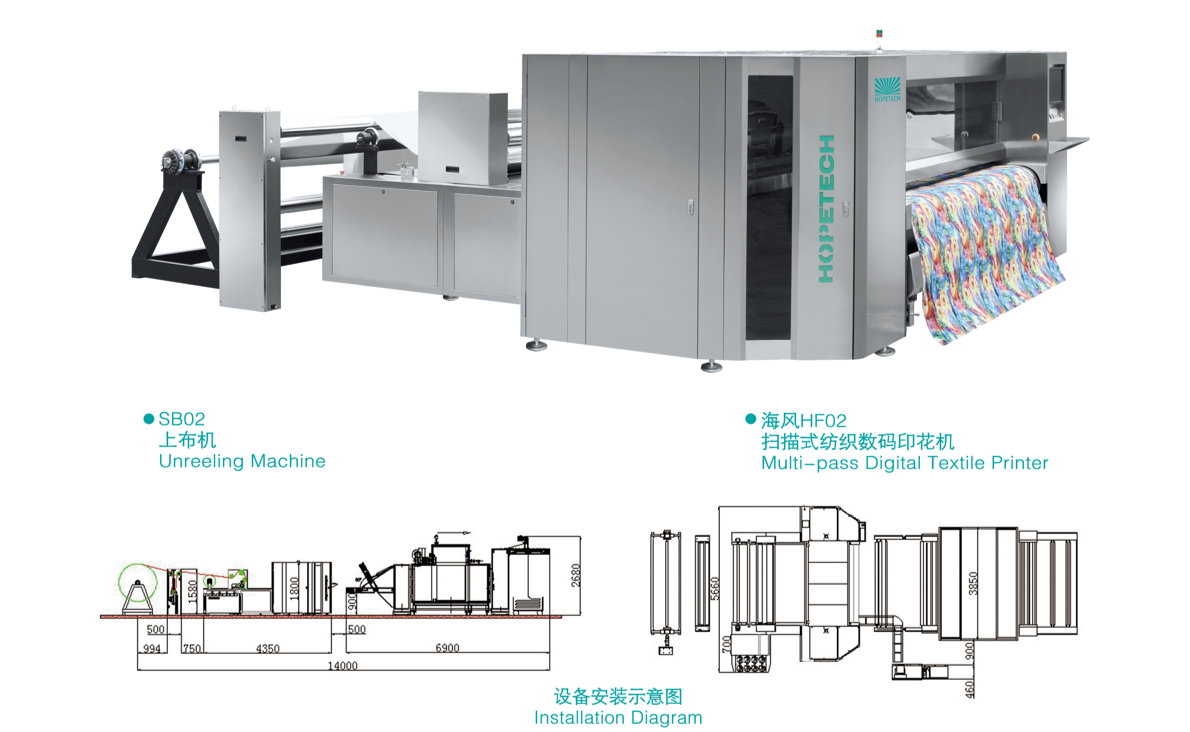 HOPETECH
HOPETECH
SB02
上布机
Unreeling Machine
海风HF02
扫描式纺织数码印花机
Multi-pass Digital Textile Printer
1580
1800
900
2680
500
500
994
750
4350
6900
14000
5660
700
3850
900
460
设备安装示意图
Installation Diagram